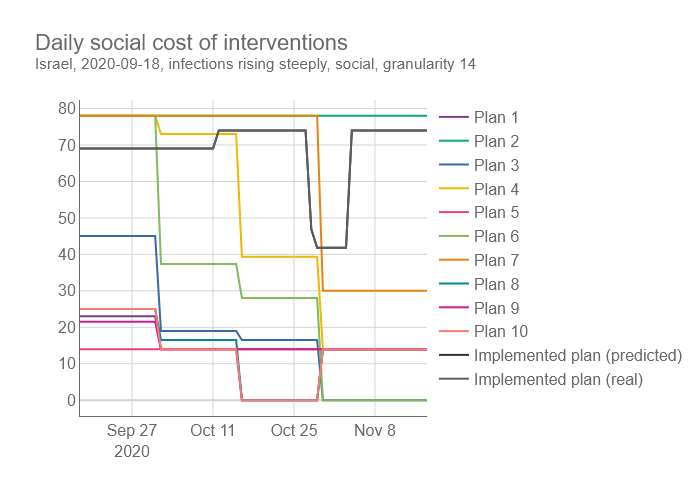 Daily social cost of interventions
Israel, 2020-09-18, infections rising steeply, social, granularity 14
80
70
60
50
40
30
20
10
0
Sep 27
2020
Oct 11
Oct 25
Nov 8
Plan 1
Plan 2
Plan 3
Plan 4
Plan 5
Plan 6
Plan 7
Plan 8
Plan 9
Plan 10
Implemented plan (predicted)
Implemented plan (real)